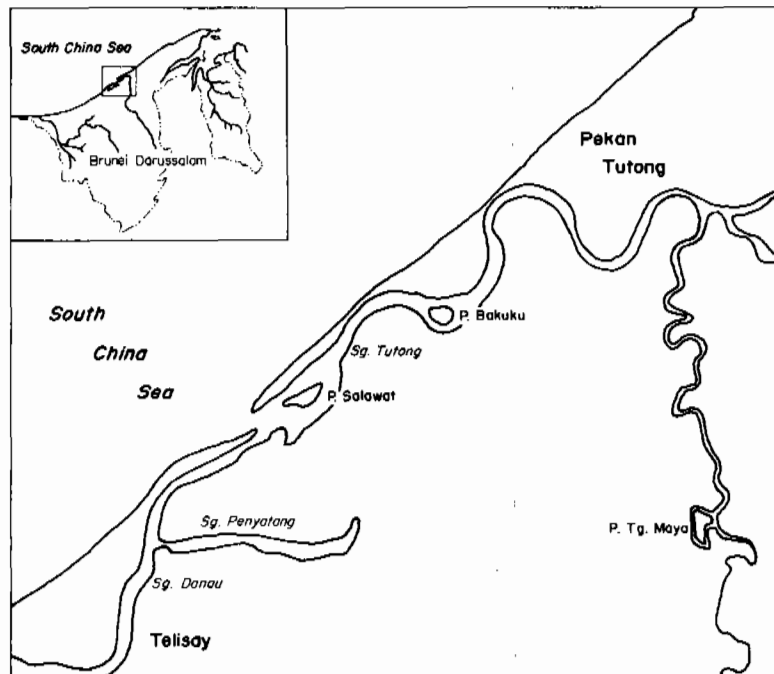 South China Sea
Brunei Darussalam
Pekan
Tutong
South
China
Sea
P. Bakuku
Sg. Tutong
P. Salawat
Sg. Penyatang
P. Tg. Maya
Sg. Danau
Telisay